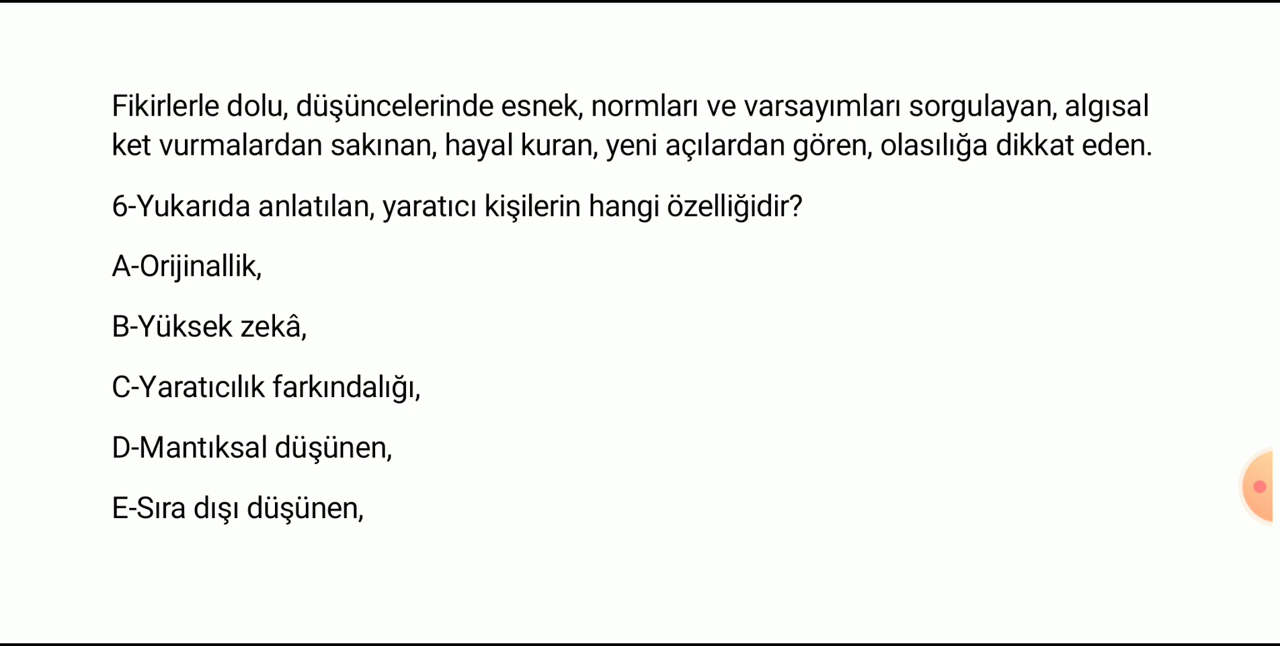 Fikirlerle dolu, düşüncelerinde esnek, normları ve varsayımları sorgulayan, algısal
ket vurmalardan sakınan, hayal kuran, yeni açılardan gören, olasılığa dikkat eden.
6-Yukarıda anlatılan, yaratıcı kişilerin hangi özelliğidir?
A-Orijinallik,
B-Yüksek zekâ,
C-Yaratıcılık farkındalığı,
D-Mantıksal düşünen,
E-Sıra dışı düşünen,